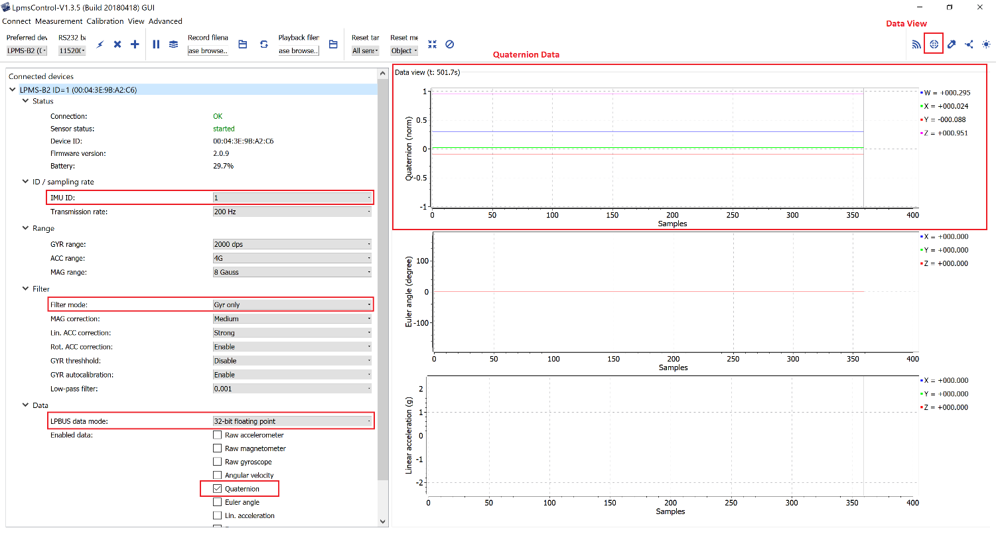 LpmsControl-V1.3.5 (Build 20180418) GUI
Connect Measurement Calibration View Advanced
Data View
Preferred dev RS232 ba Record filena Playback filen Reset tar Reset me
LPMS-B2 (C 11520( ase browse.. ase browse.. All sens Object
Quaternion Data
Connected devices
LPMS-B2 ID=1 (00:04:3E:9B:A2:C6)
Status
Connection: OK
Sensor status: started
Device ID: 00:04:3E:9B:A2:C6
Firmware version: 2.0.9
Battery: 29.7%
ID / sampling rate
IMU ID: 1
Transmission rate: 200 Hz
Range
GYR range: 2000 dps
ACC range: 4G
MAG range: 8 Gauss
Filter
Filter mode: Gyr only
MAG correction: Medium
Lin. ACC correction: Strong
Rot. ACC correction: Enable
GYR threshhold: Disable
GYR autocalibration: Enable
Low-pass filter: 0.001
Data
LPBUS data mode: 32-bit floating point
Enabled data: Raw accelerometer
Raw magnetometer
Raw gyroscope
Angular velocity
Quaternion
Euler angle
Lin. acceleration
Data view (t: 501.7s)
Quaternion (norm)
1
0.5
0
-0.5
-1
0 50 100 150 200 250 300 350 400
Samples
W = +000.295
X = +000.024
Y = -000.088
Z = +000.951
Euler angle (degree)
100
0
-100
0 50 100 150 200 250 300 350 400
Samples
X = +000.000
Y = +000.000
Z = +000.000
Linear acceleration (g)
2
1
0
-1
-2
0 50 100 150 200 250 300 350 400
Samples
X = +000.000
Y = +000.000
Z = +000.000